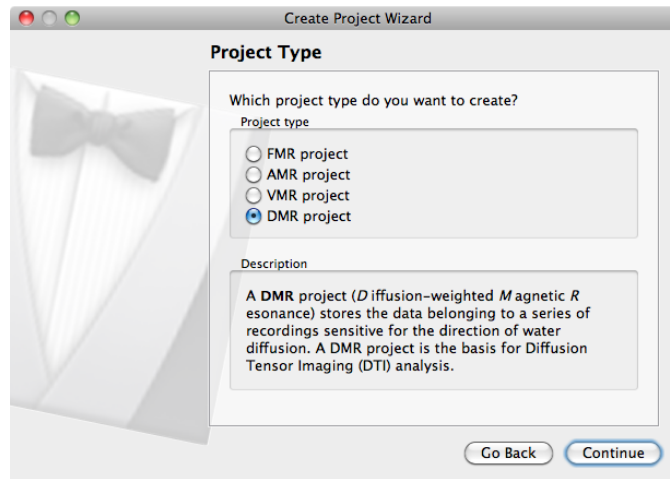 Create Project Wizard
Project Type
Which project type do you want to create?
Project type
FMR project
AMR project
VMR project
DMR project
Description
A DMR project (D iffusion-weighted M agnetic R
esonance) stores the data belonging to a series of
recordings sensitive for the direction of water
diffusion. A DMR project is the basis for Diffusion
Tensor Imaging (DTI) analysis.
Go Back
Continue